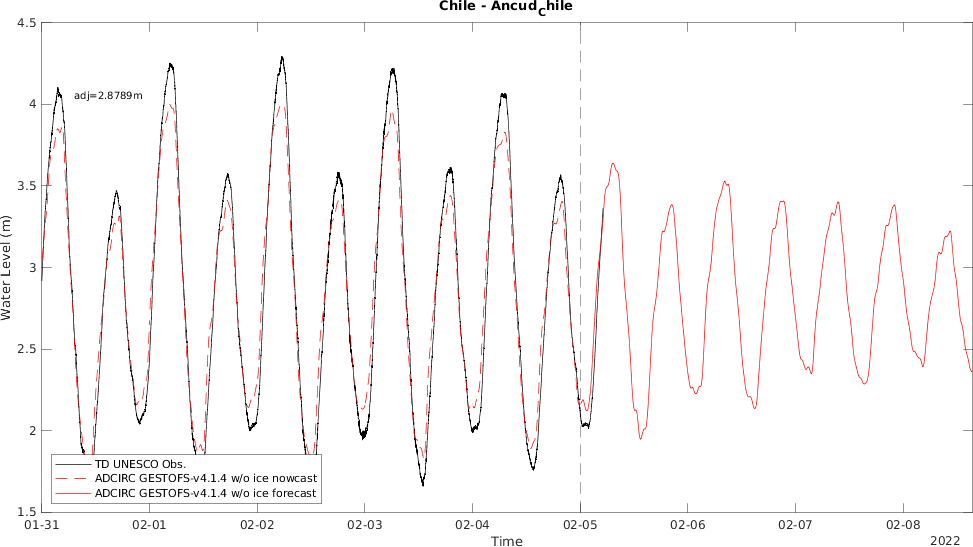 Chile - Ancud_Chile
4.5
4
3.5
3
2.5
2
1.5
Water Level (m)
adj=2.8789m
TD UNESCO Obs.
ADCIRC GESTOFS-v4.1.4 w/o ice nowcast
ADCIRC GESTOFS-v4.1.4 w/o ice forecast
01-31 02-01 02-02 02-03 02-04 02-05 02-06 02-07 02-08
Time
2022